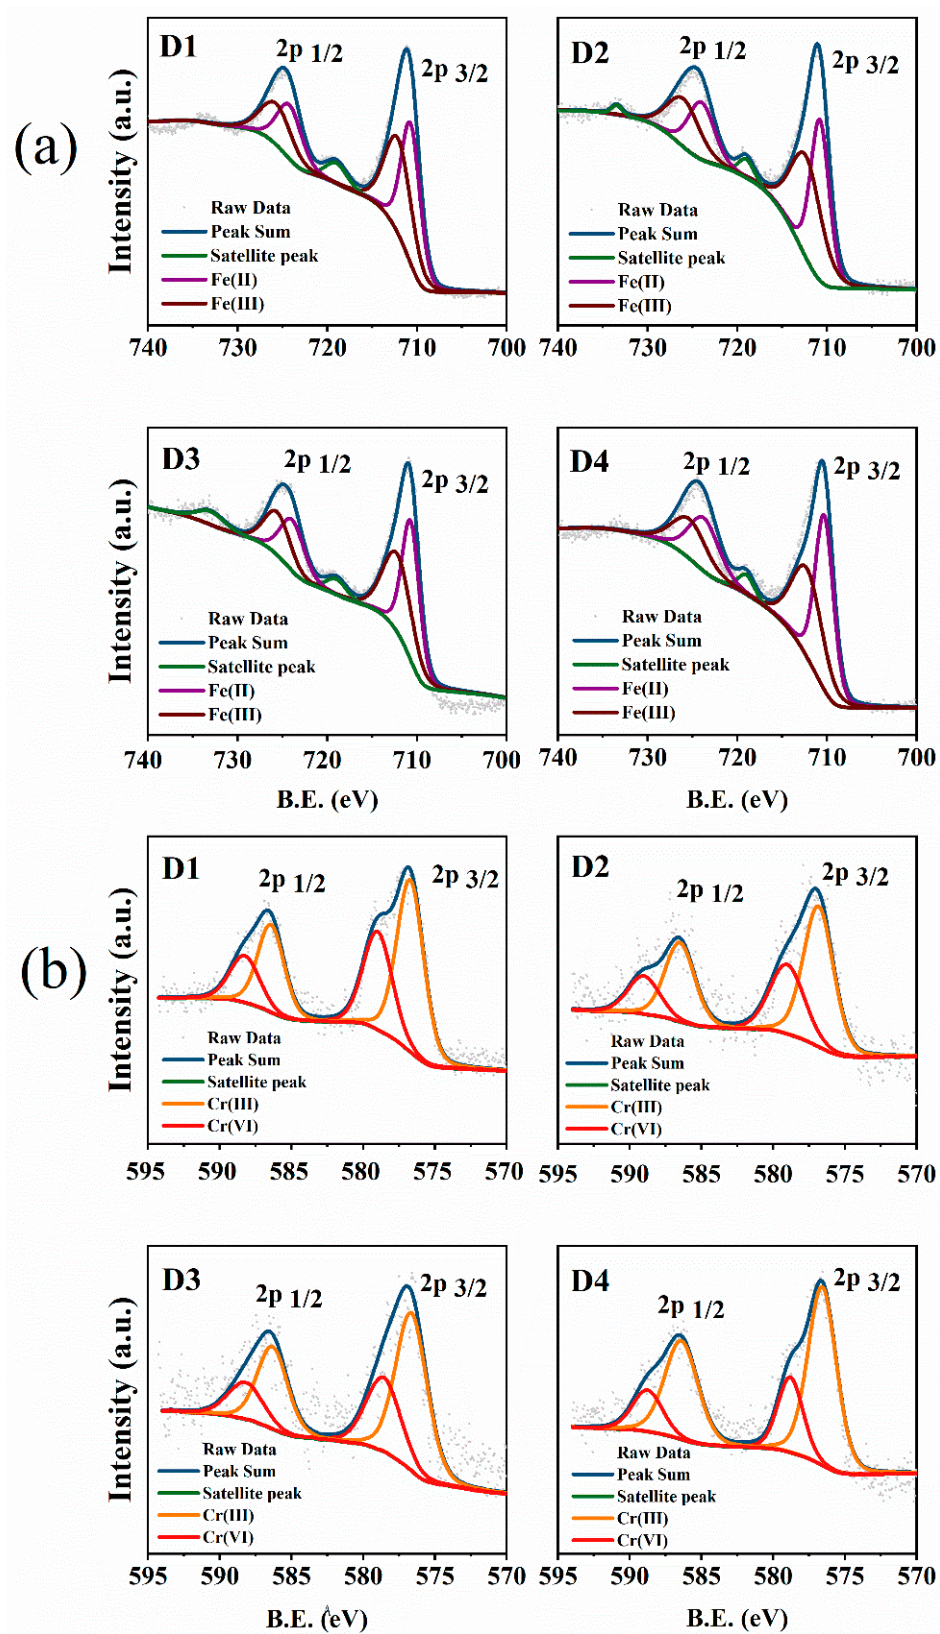 (a)
D1
2p 1/2
2p 3/2
Intensity (a.u.)
Raw Data
Peak Sum
Satellite peak
Fe(II)
Fe(III)
740 730 720 710 700
D2
2p 1/2
2p 3/2
Raw Data
Peak Sum
Satellite peak
Fe(II)
Fe(III)
740 730 720 710 700
D3
2p 1/2
2p 3/2
Intensity (a.u.)
Raw Data
Peak Sum
Satellite peak
Fe(II)
Fe(III)
740 730 720 710 700
B.E. (eV)
D4
2p 1/2
2p 3/2
Raw Data
Peak Sum
Satellite peak
Fe(II)
Fe(III)
740 730 720 710 700
B.E. (eV)
(b)
D1
2p 1/2
2p 3/2
Intensity (a.u.)
Raw Data
Peak Sum
Satellite peak
Cr(III)
Cr(VI)
595 590 585 580 575 570
D2
2p 1/2
2p 3/2
Raw Data
Peak Sum
Satellite peak
Cr(III)
Cr(VI)
595 590 585 580 575 570
D3
2p 1/2
2p 3/2
Intensity (a.u.)
Raw Data
Peak Sum
Satellite peak
Cr(III)
Cr(VI)
595 590 585 580 575 570
B.E. (eV)
D4
2p 1/2
2p 3/2
Raw Data
Peak Sum
Satellite peak
Cr(III)
Cr(VI)
595 590 585 580 575 570
B.E. (eV)